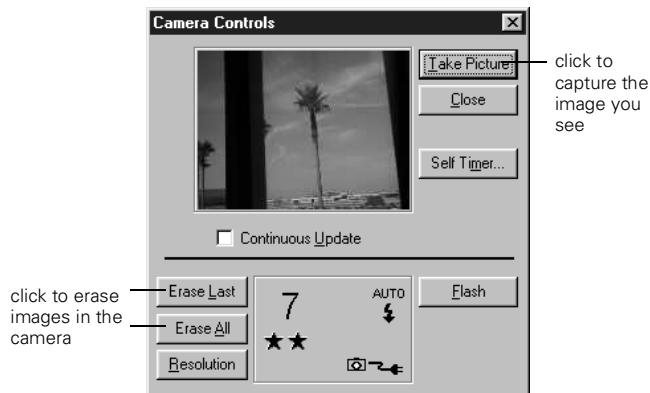 Camera Controls
Take Picture
click to
capture the
image you
see
Close
Self Timer...
Continuous Update
click to erase
images in the
camera
Erase Last
Erase All
Resolution
7
AUTO
Flash